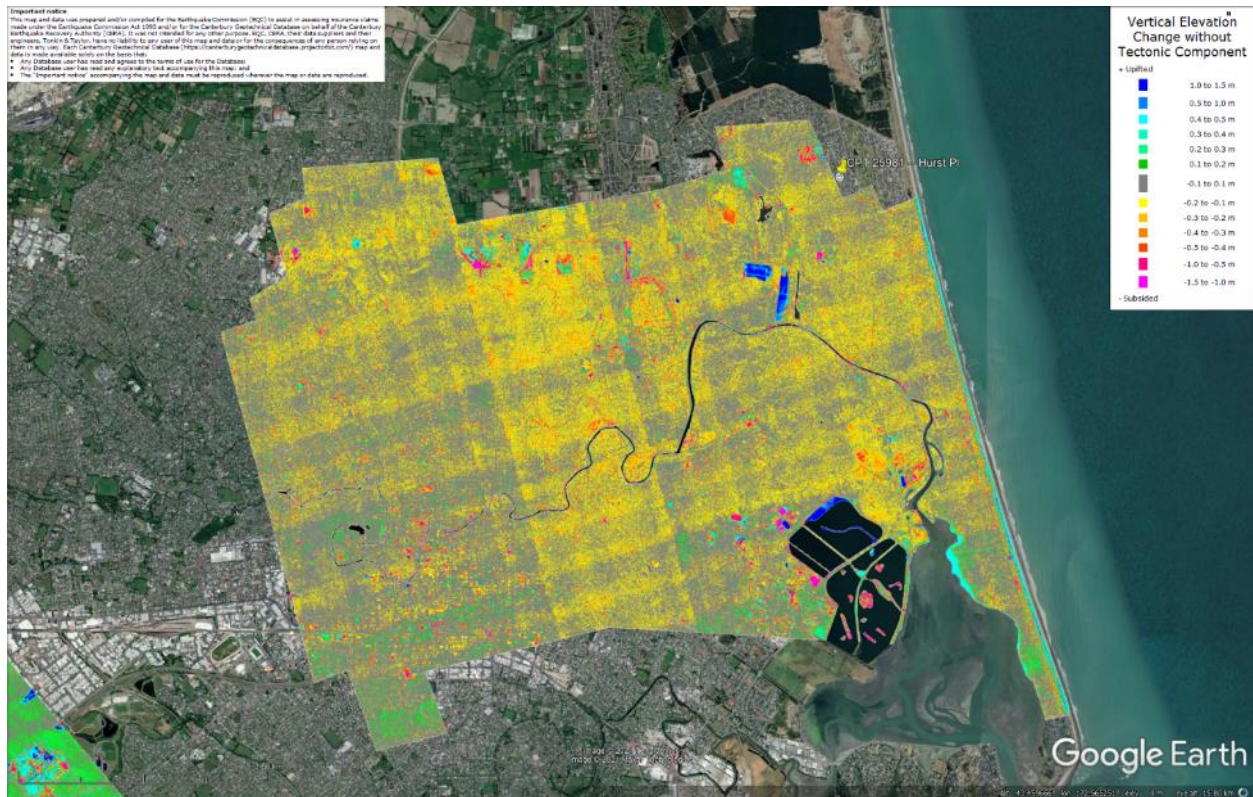 Important notice
This map and data was prepared and/or compiled for the Earthquake Commission (EQC) to assist in assessing insurance claims
made under the Earthquake Commission Act 1993 and/or for the Canterbury Geotechnical Database on behalf of the Canterbury
Earthquake Recovery Authority (CERA). It was not intended for any other purpose. EQC, CERA, their data suppliers and their
engineers, Tonkin & Taylor, have no liability to any user of this map and data or for the consequences of any person relying on
them in any way. Each Canterbury Geotechnical Database (https://canterburygeotechnicaldatabase.projectorbit.com/) map and
data is made available solely on the basis that:
• Any Database user has read and agrees to the terms of use for the Database;
• Any Database user has read any explanatory text accompanying this map; and
• The "Important notice" accompanying the map and data must be reproduced wherever the map or data are reproduced.
Vertical Elevation
Change without
Tectonic Component
+ Uplifted
1.0 to 1.5 m
0.5 to 1.0 m
0.4 to 0.5 m
0.3 to 0.4 m
0.2 to 0.3 m
0.1 to 0.2 m
-0.1 to 0.1 m
-0.2 to -0.1 m
-0.3 to -0.2 m
-0.4 to -0.3 m
-0.5 to -0.4 m
-1.0 to -0.5 m
-1.5 to -1.0 m
- Subsided
CPT 25981 - Hurst Pl
Google Earth